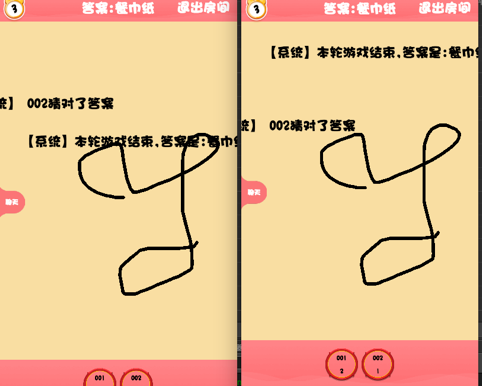 3 答案:餐巾纸 退出房间
统】 002猜对了答案
【系统】本轮游戏结束,答案是:餐巾纸
聊天
001 002
3 答案:餐巾纸 退出房间
【系统】本轮游戏结束,答案是:餐巾纸
统】 002猜对了答案
聊天
001 002
2 1